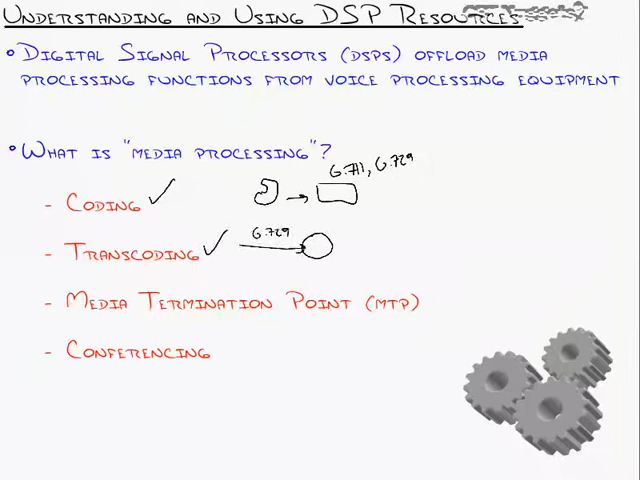 Understanding and Using DSP Resources
• Digital Signal Processors (DSPs) offload media
processing functions from voice processing equipment
• What is "media processing"?
G.711, G.729
- Coding ✓
G.729
- Transcoding ✓
- Media Termination Point (MTP)
- Conferencing